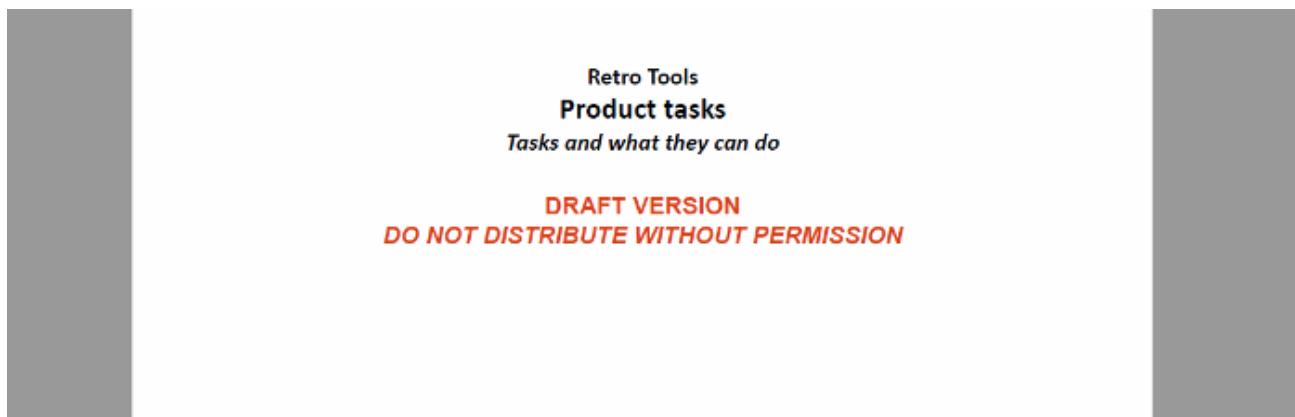 Retro Tools
Product tasks
Tasks and what they can do
DRAFT VERSION
DO NOT DISTRIBUTE WITHOUT PERMISSION